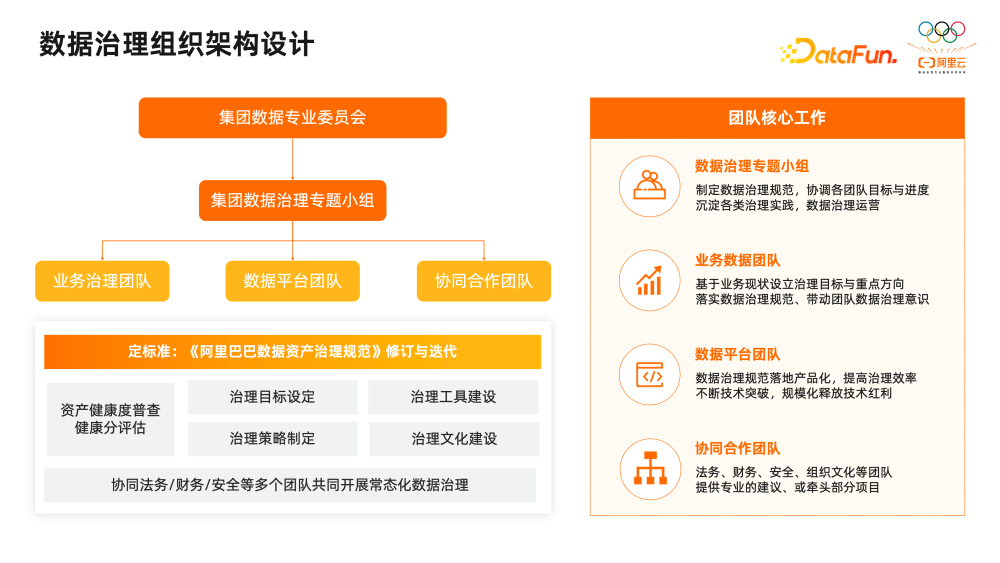 数据治理组织架构设计
DataFun.
阿里云
集团数据专业委员会
集团数据治理专题小组
业务治理团队
数据平台团队
协同合作团队
定标准：《阿里巴巴数据资产治理规范》修订与迭代
资产健康度普查
健康分评估
治理目标设定
治理工具建设
治理策略制定
治理文化建设
协同法务/财务/安全等多个团队共同开展常态化数据治理
团队核心工作
数据治理专题小组
制定数据治理规范，协调各团队目标与进度
沉淀各类治理实践，数据治理运营
业务数据团队
基于业务现状设立治理目标与重点方向
落实数据治理规范、带动团队数据治理意识
数据平台团队
数据治理规范落地产品化，提高治理效率
不断技术突破，规模化释放技术红利
协同合作团队
法务、财务、安全、组织文化等团队
提供专业的建议、或牵头部分项目